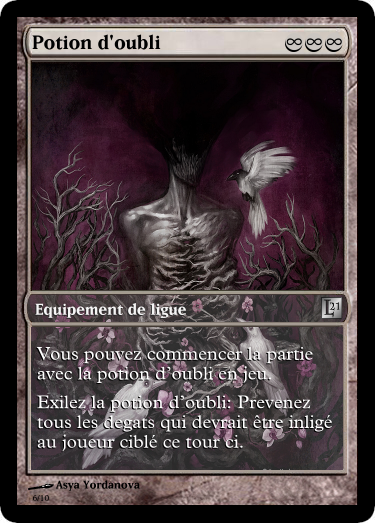 Potion d'oubli ∞∞∞
Equipement de ligue L21
Vous pouvez commencer la partie
avec la potion d'oubli en jeu.
Exilez la potion d'oubli: Prevenez
tous les degats qui devrait être inligé
au joueur ciblé ce tour ci.
Asya Yordanova
6/10